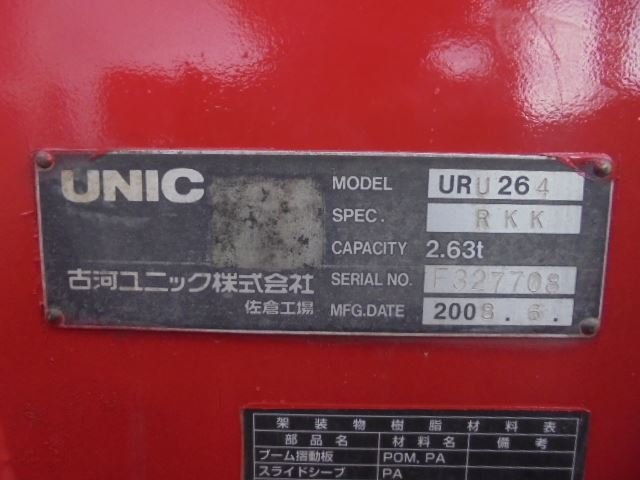 UNIC
MODEL URU264
SPEC. RKK
CAPACITY 2.63t
古河ユニック株式会社 SERIAL NO. F327708
佐倉工場 MFG.DATE 2008.6.
架装物樹脂材料表
部品名 材料名 備考
ブーム摺動板 POM, PA
スライドシーブ PA